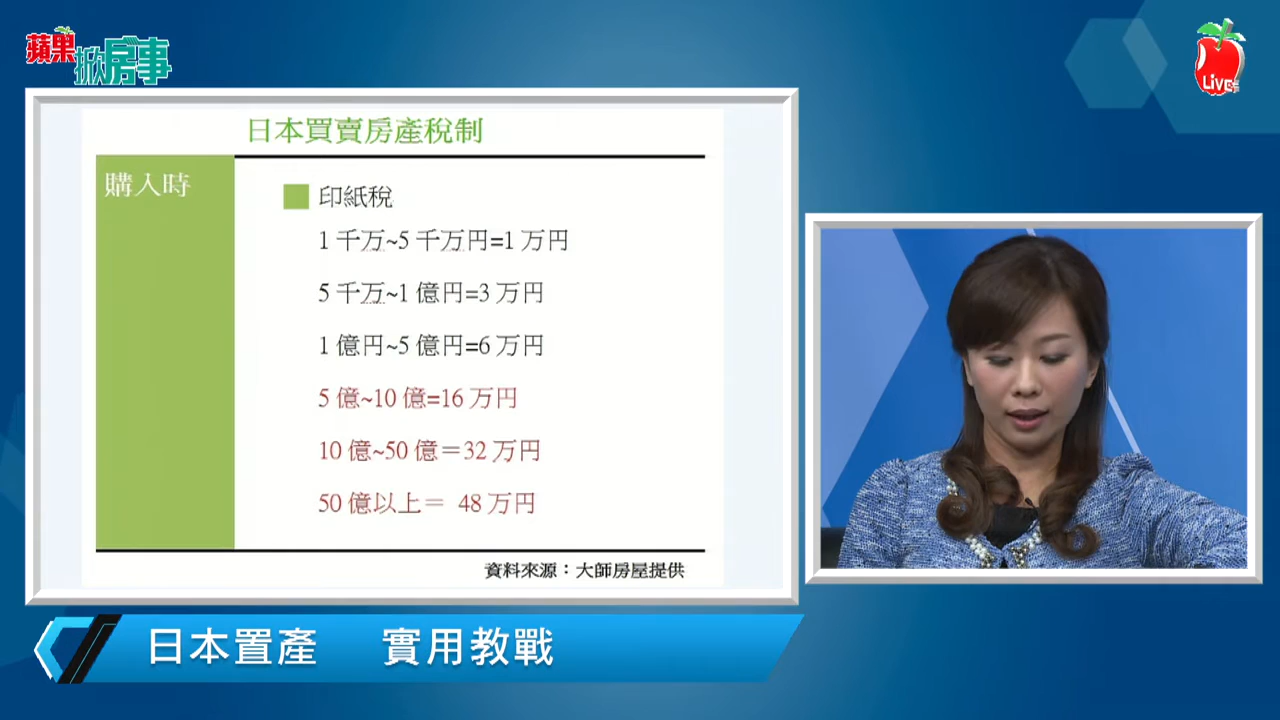 蘋果
掀房事
Live
日本買賣房產稅制
購入時
印紙稅
1 千万~5 千万円=1 万円
5 千万~1 億円=3 万円
1 億円~5 億円=6 万円
5 億~10 億=16 万円
10 億~50 億＝32 万円
50 億以上＝ 48 万円
資料來源：大師房屋提供
日本置產 實用教戰